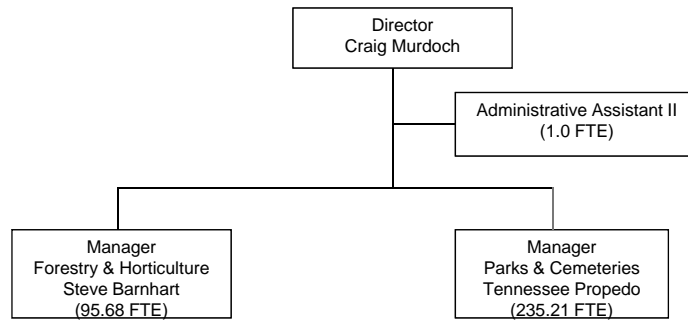 Director
Craig Murdoch
Administrative Assistant II
(1.0 FTE)
Manager
Forestry & Horticulture
Steve Barnhart
(95.68 FTE)
Manager
Parks & Cemeteries
Tennessee Propedo
(235.21 FTE)